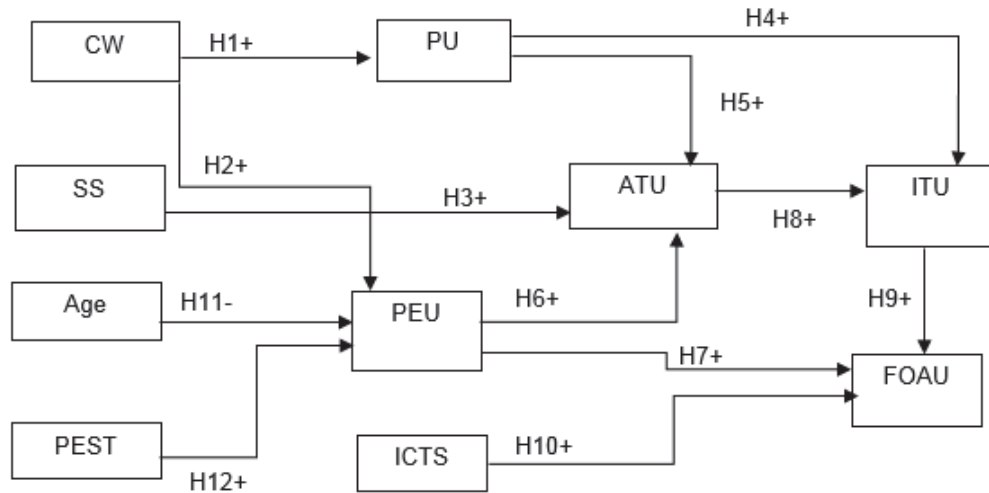 H4+
CW
H1+
PU
H5+
H2+
SS
H3+
ATU
H8+
ITU
Age
H11-
PEU
H6+
H9+
H7+
FOAU
PEST
H12+
ICTS
H10+